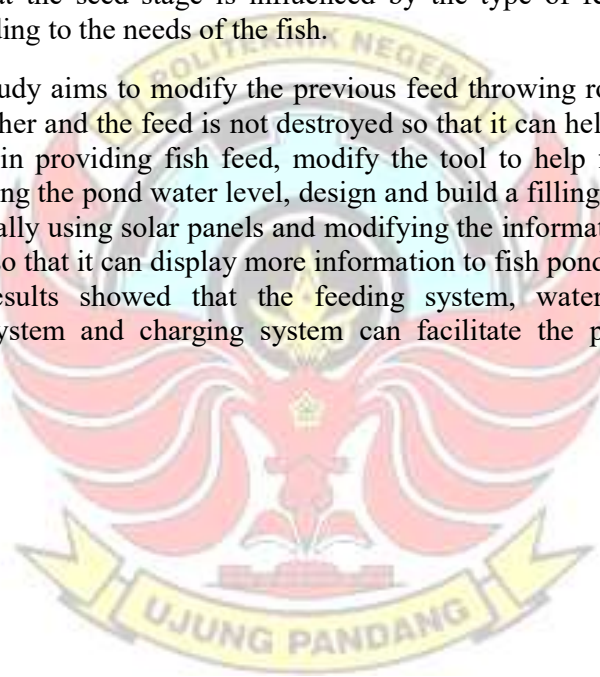 at the seed stage is influenced by the type of fe
ding to the needs of the fish.
POLITEKNIK NEGERI
udy aims to modify the previous feed throwing ro
her and the feed is not destroyed so that it can hel
in providing fish feed, modify the tool to help
ng the pond water level, design and build a filling
ally using solar panels and modifying the informat
so that it can display more information to fish pond
esults showed that the feeding system, water
ystem and charging system can facilitate the p
UJUNG PANDANG